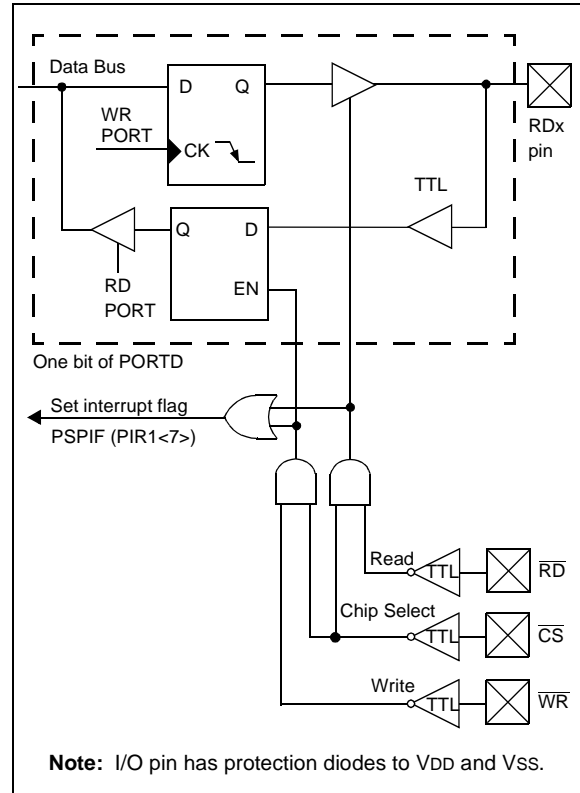 Data Bus
D Q
WR
PORT
CK
RDx
pin
TTL
Q D
RD
PORT
EN
One bit of PORTD
Set interrupt flag
PSPIF (PIR1<7>)
Read
TTL
RD
Chip Select
TTL
CS
Write
TTL
WR
Note: I/O pin has protection diodes to VDD and VSS.